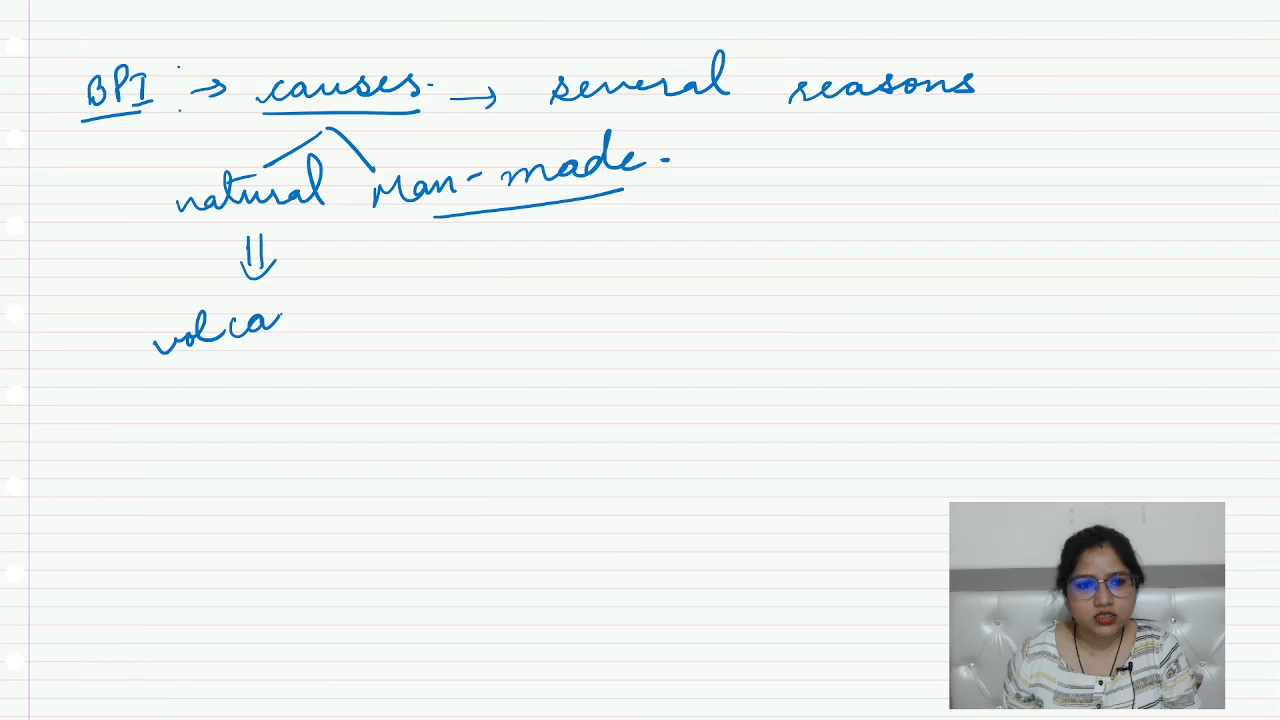 BPI : → causes. → several reasons
natural Man-made.
⇓
volca